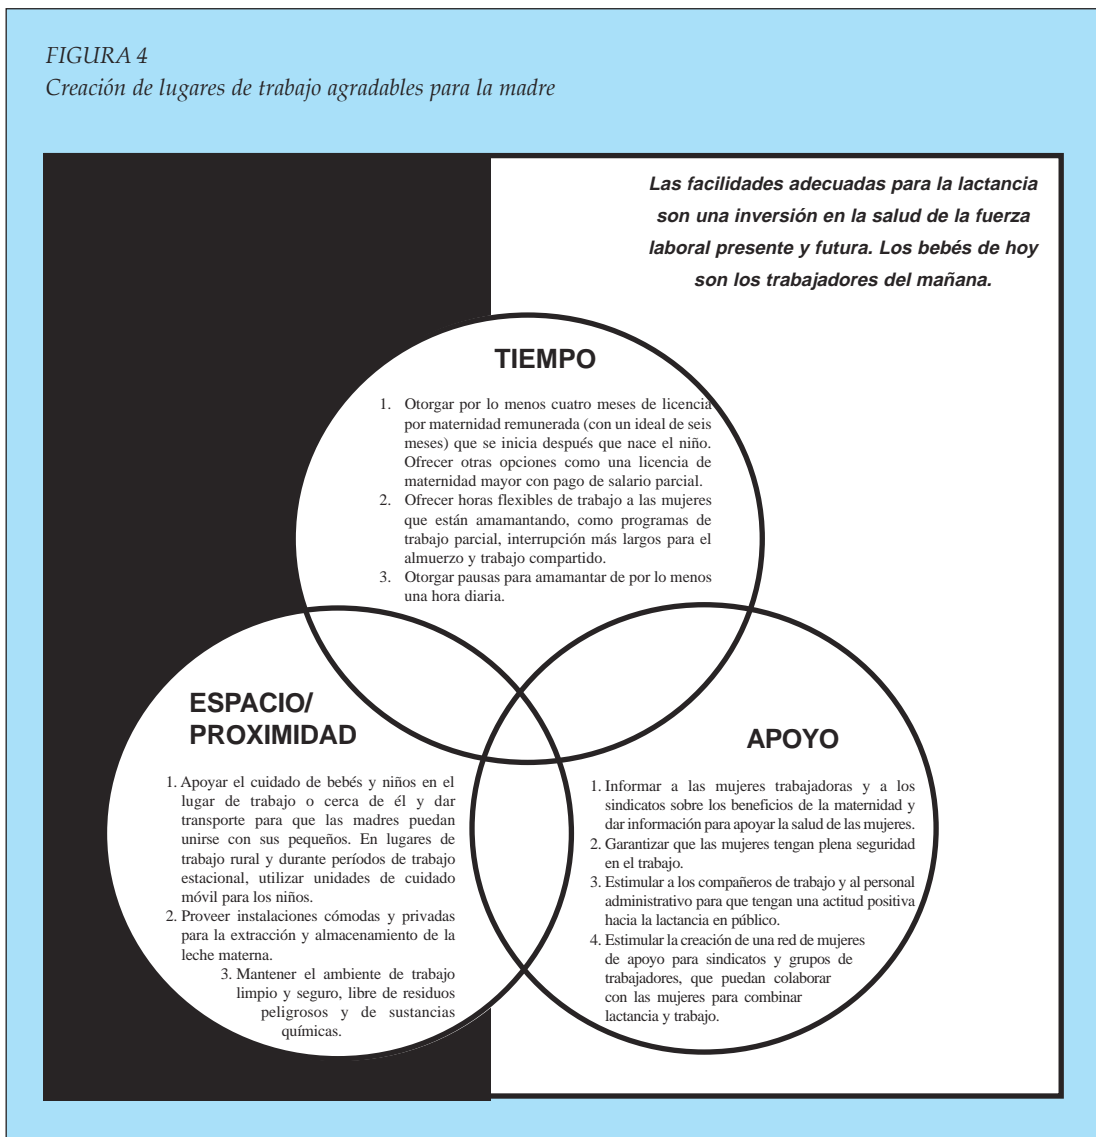 FIGURA 4
Creación de lugares de trabajo agradables para la madre
Las facilidades adecuadas para la lactancia
son una inversión en la salud de la fuerza
laboral presente y futura. Los bebés de hoy
son los trabajadores del mañana.
TIEMPO
1. Otorgar por lo menos cuatro meses de licencia
por maternidad remunerada (con un ideal de seis
meses) que se inicia después que nace el niño.
Ofrecer otras opciones como una licencia de
maternidad mayor con pago de salario parcial.
2. Ofrecer horas flexibles de trabajo a las mujeres
que están amamantando, como programas de
trabajo parcial, interrupción más largos para el
almuerzo y trabajo compartido.
3. Otorgar pausas para amamantar de por lo menos
una hora diaria.
ESPACIO/
PROXIMIDAD
1. Apoyar el cuidado de bebés y niños en el
lugar de trabajo o cerca de él y dar
transporte para que las madres puedan
unirse con sus pequeños. En lugares de
trabajo rural y durante períodos de trabajo
estacional, utilizar unidades de cuidado
móvil para los niños.
2. Proveer instalaciones cómodas y privadas
para la extracción y almacenamiento de la
leche materna.
3. Mantener el ambiente de trabajo
limpio y seguro, libre de residuos
peligrosos y de sustancias
químicas.
APOYO
1. Informar a las mujeres trabajadoras y a los
sindicatos sobre los beneficios de la maternidad y
dar información para apoyar la salud de las mujeres.
2. Garantizar que las mujeres tengan plena seguridad
en el trabajo.
3. Estimular a los compañeros de trabajo y al personal
administrativo para que tengan una actitud positiva
hacia la lactancia en público.
4. Estimular la creación de una red de mujeres
de apoyo para sindicatos y grupos de
trabajadores, que puedan colaborar
con las mujeres para combinar
lactancia y trabajo.